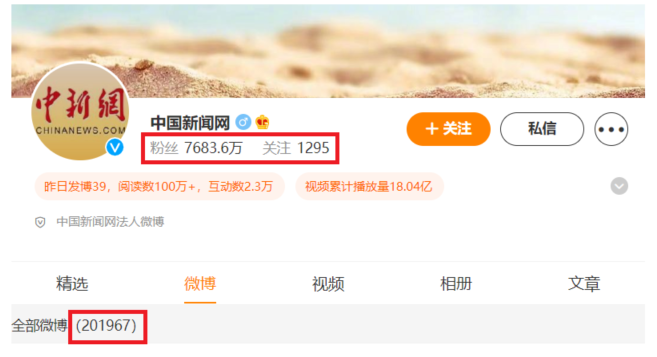 中新網
CHINANEWS.COM
中国新闻网
粉丝 7683.6万 关注 1295
+ 关注
私信
昨日发博39，阅读数100万+，互动数2.3万
视频累计播放量18.04亿
中国新闻网法人微博
精选 微博 视频 相册 文章
全部微博（201967）